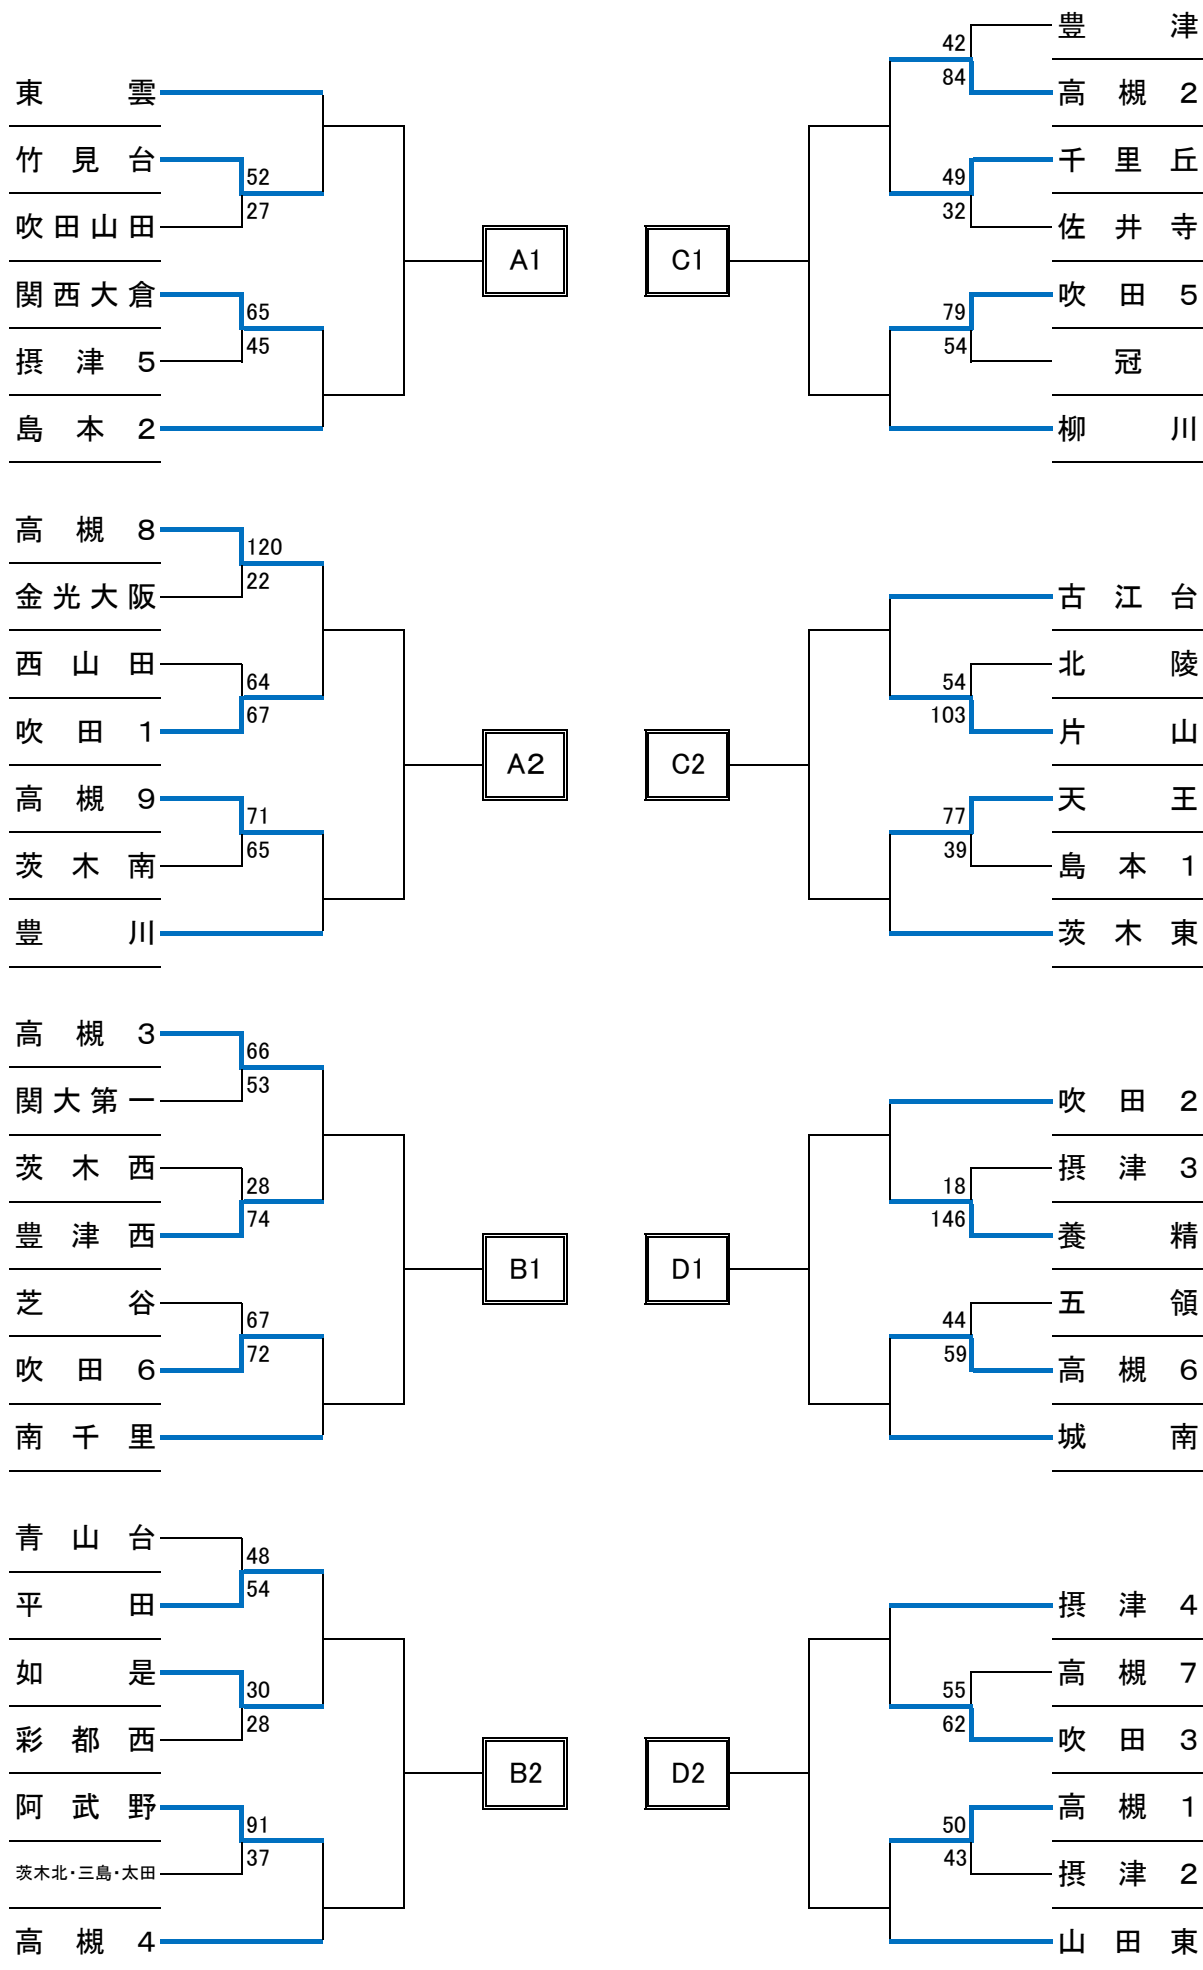 東雲
竹見台
52
27
吹田山田
関西大倉
65
45
摂津5
島本2
A1
高槻8
120
22
金光大阪
西山田
64
67
吹田1
高槻9
71
65
茨木南
豊川
A2
高槻3
66
53
関大第一
茨木西
28
74
豊津西
芝谷
67
72
吹田6
南千里
B1
青山台
48
54
平田
如是
30
28
彩都西
阿武野
91
37
茨木北・三島・太田
高槻4
B2
豊津
42
84
高槻2
千里丘
49
32
佐井寺
吹田5
79
54
冠
柳川
C1
古江台
北陵
54
103
片山
天王
77
39
島本1
茨木東
C2
吹田2
摂津3
18
146
養精
五領
44
59
高槻6
城南
D1
摂津4
高槻7
55
62
吹田3
高槻1
50
43
摂津2
山田東
D2